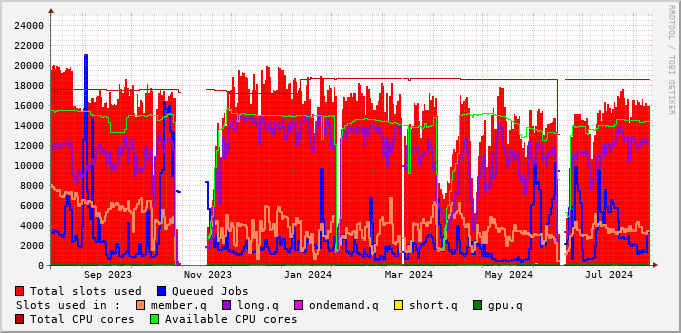 24000
22000
20000
18000
16000
14000
12000
10000
8000
6000
4000
2000
0
Sep 2023 Nov 2023 Jan 2024 Mar 2024 May 2024 Jul 2024
RRDTOOL / TOBI OETIKER
Total slots used Queued Jobs
Slots used in : member.q long.q ondemand.q short.q gpu.q
Total CPU cores Available CPU cores